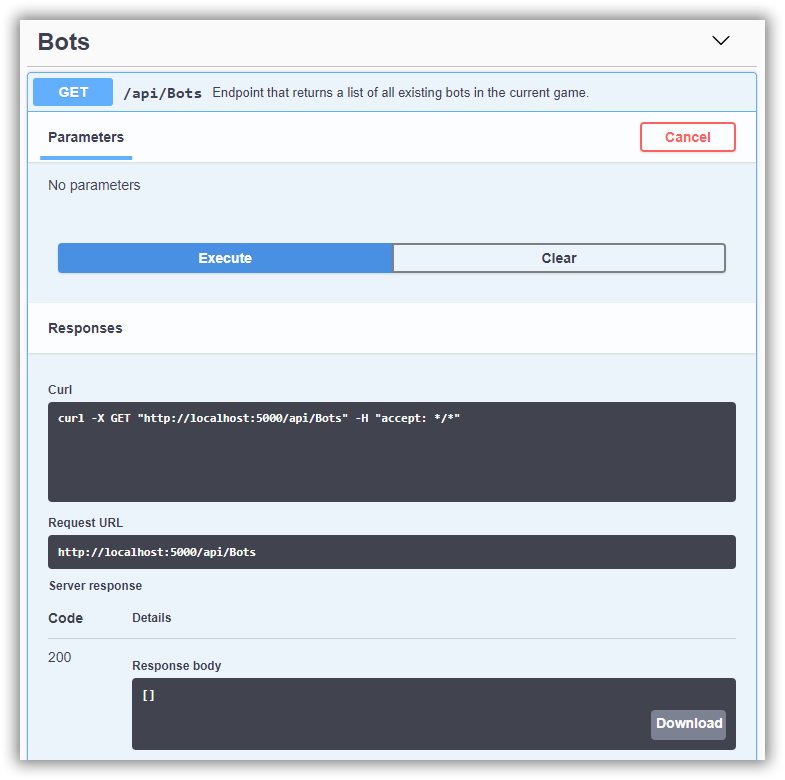 Bots
GET /api/Bots Endpoint that returns a list of all existing bots in the current game.
Parameters Cancel
No parameters
Execute Clear
Responses
Curl
curl -X GET "http://localhost:5000/api/Bots" -H "accept: */*"
Request URL
http://localhost:5000/api/Bots
Server response
Code Details
200
Response body
[]
Download